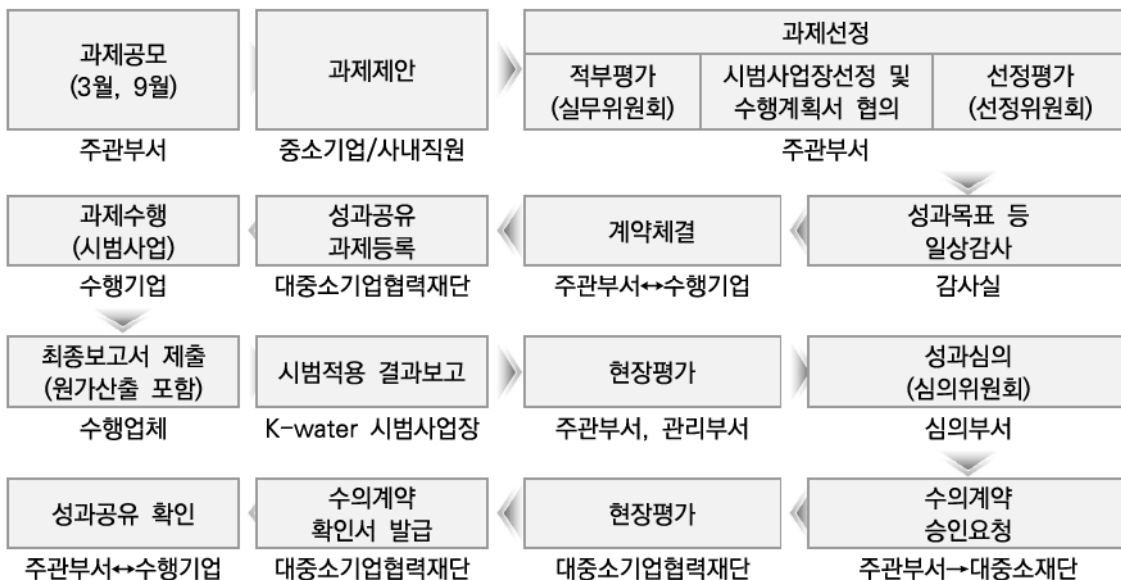 과제공모
(3월, 9월)
주관부서
과제제안
중소기업/사내직원
과제선정
적부평가
(실무위원회)
시범사업장선정 및
수행계획서 협의
선정평가
(선정위원회)
주관부서
성과목표 등
일상감사
감사실
계약체결
주관부서↔수행기업
성과공유
과제등록
대중소기업협력재단
과제수행
(시범사업)
수행기업
최종보고서 제출
(원가산출 포함)
수행업체
시범적용 결과보고
K-water 시범사업장
현장평가
주관부서, 관리부서
성과심의
(심의위원회)
심의부서
수의계약
승인요청
주관부서→대중소재단
현장평가
대중소기업협력재단
수의계약
확인서 발급
대중소기업협력재단
성과공유 확인
주관부서↔수행기업